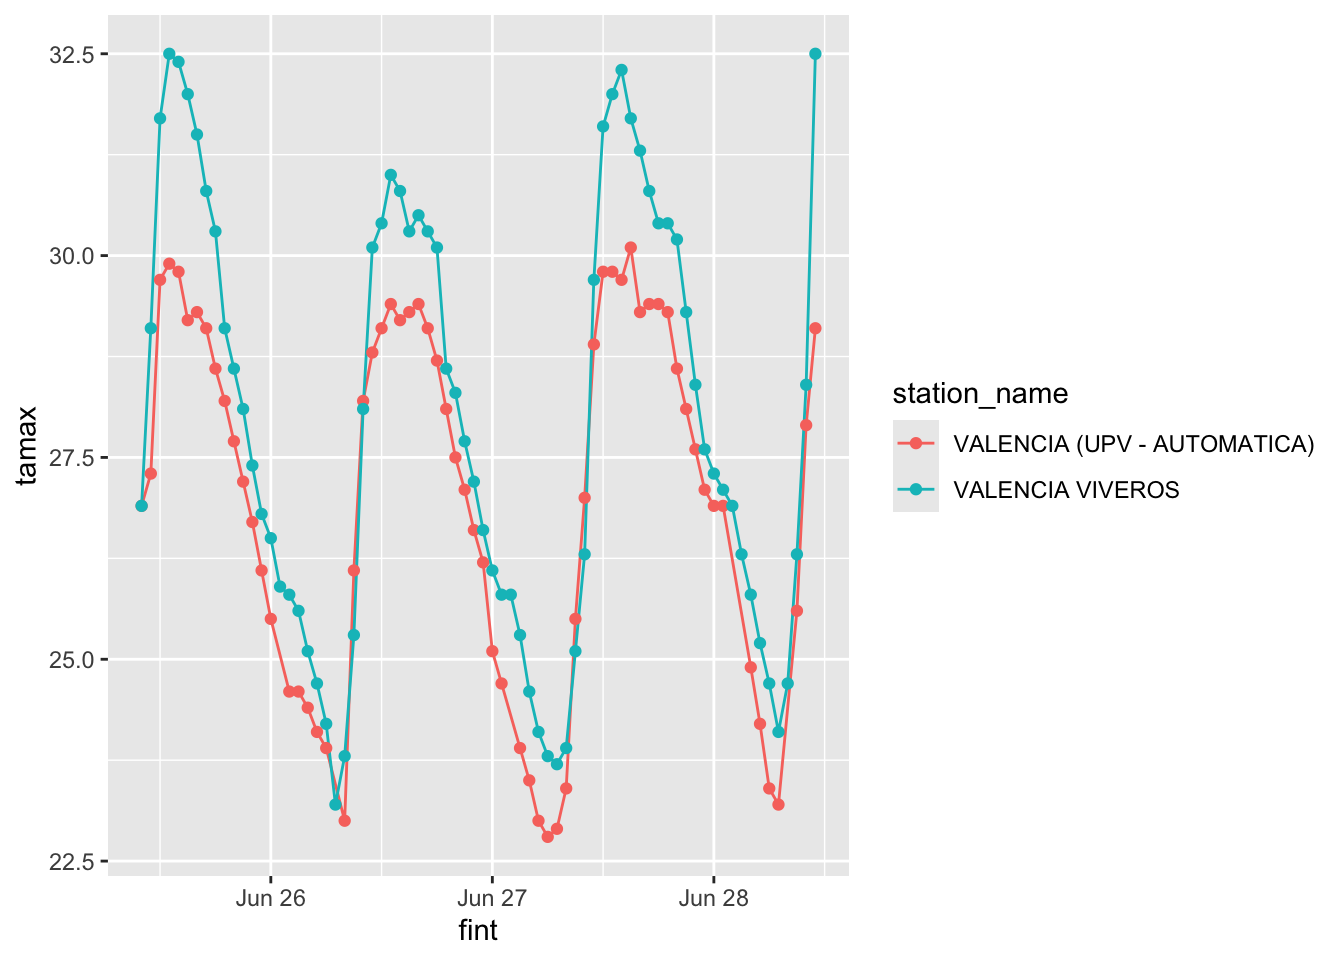 32.5
30.0
27.5
25.0
22.5
tamax
Jun 26
Jun 27
Jun 28
fint
station_name
VALENCIA (UPV - AUTOMATICA)
VALENCIA VIVEROS